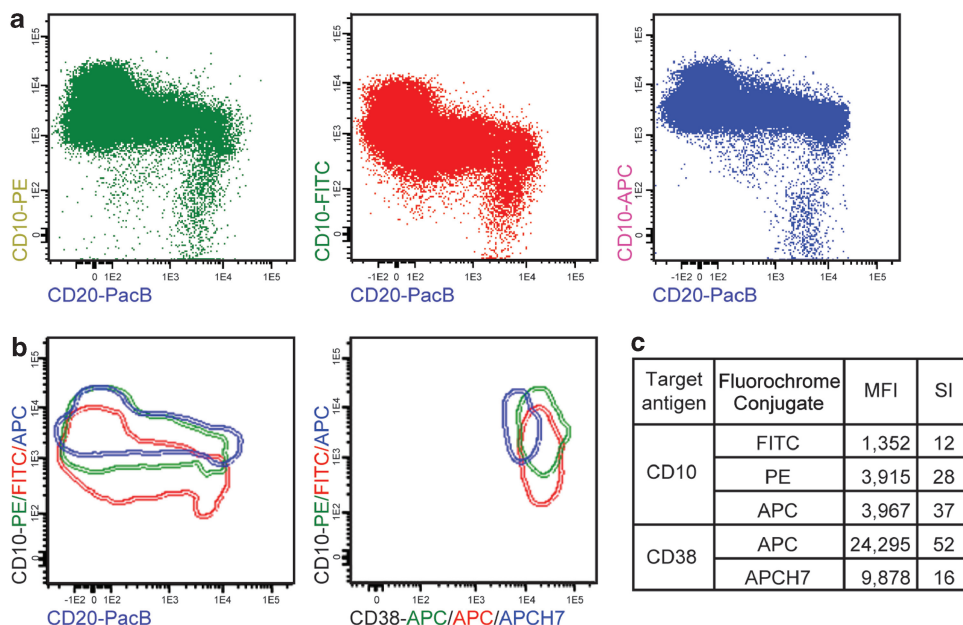 a
1E5
1E4
1E3
1E2
0
CD10-PE
0 1E2 1E3 1E4 1E5
CD20-PacB
1E5
1E4
1E3
1E2
0
CD10-FITC
-1E2 0 1E2 1E3 1E4 1E5
CD20-PacB
1E5
1E4
1E3
1E2
0
CD10-APC
-1E2 0 1E2 1E3 1E4 1E5
CD20-PacB
b
1E5
1E4
1E3
1E2
0
CD10-PE/FITC/APC
-1E2 0 1E2 1E3 1E4 1E5
CD20-PacB
1E5
1E4
1E3
1E2
0
CD10-PE/FITC/APC
0 1E2 1E3 1E4 1E5
CD38-APC/APC/APCH7
c
Target antigen Fluorochrome Conjugate MFI SI
CD10 FITC 1,352 12
PE 3,915 28
APC 3,967 37
CD38 APC 24,295 52
APCH7 9,878 16